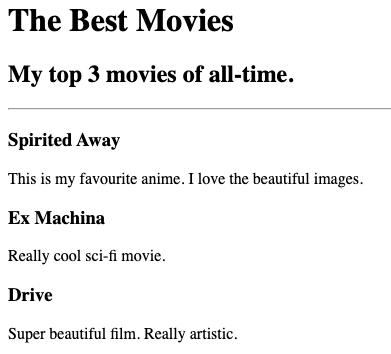 The Best Movies
My top 3 movies of all-time.
Spirited Away
This is my favourite anime. I love the beautiful images.
Ex Machina
Really cool sci-fi movie.
Drive
Super beautiful film. Really artistic.